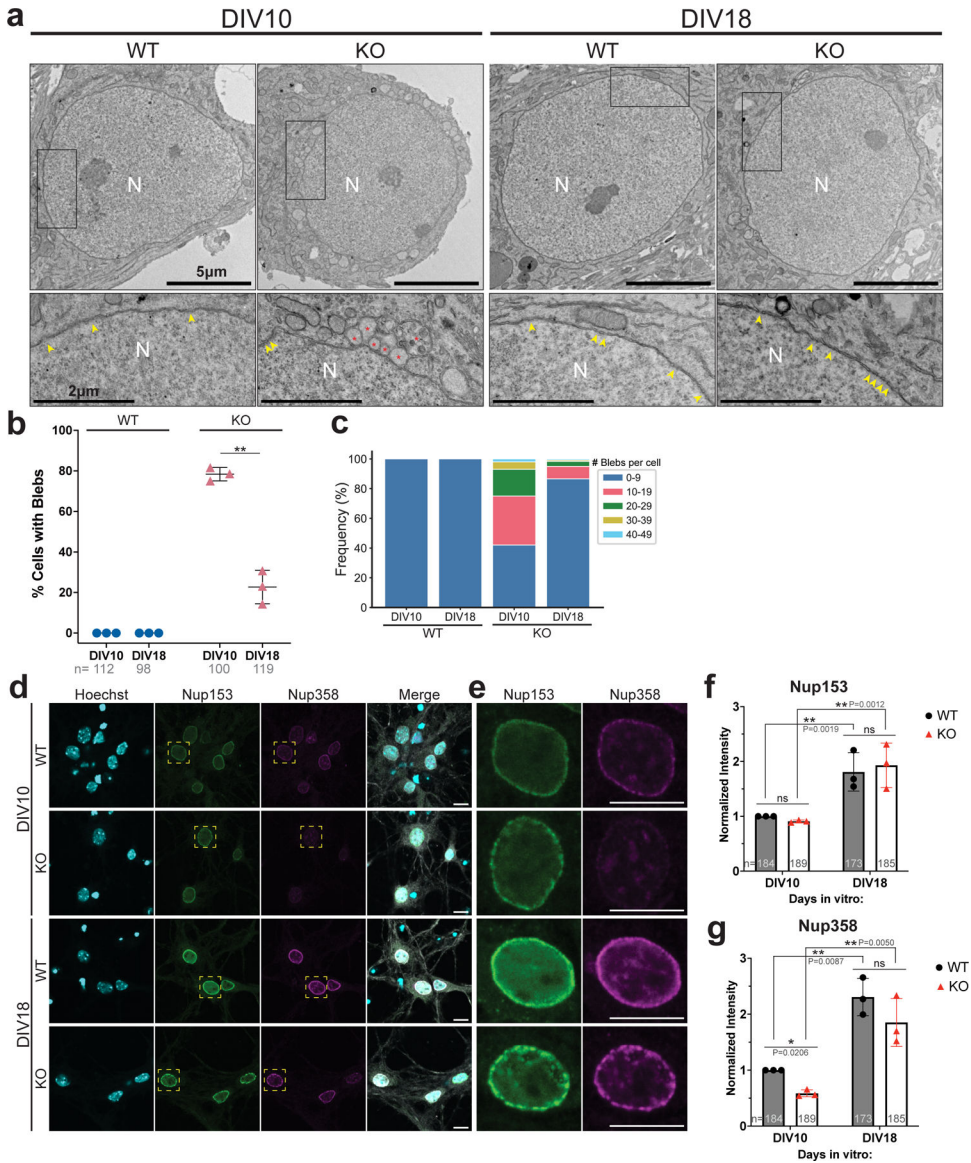 a
DIV10 DIV18
WT KO WT KO
N N N N
5µm
N N N N
2µm
b
WT KO
% Cells with Blebs
100
80
60
40
20
0
**
DIV10 DIV18 DIV10 DIV18
n= 112 98 100 119
c
Frequency (%)
100
80
60
40
20
0
# Blebs per cell
0-9
10-19
20-29
30-39
40-49
DIV10 DIV18 DIV10 DIV18
WT KO
d
Hoechst Nup153 Nup358 Merge
DIV10
WT
KO
DIV18
WT
KO
e
Nup153 Nup358
f
Nup153
Normalized Intensity
3
2
1
0
** P=0.0012
** P=0.0019
ns
ns
WT
KO
n= 184 189 173 185
DIV10 DIV18
Days in vitro:
g
Nup358
Normalized Intensity
3
2
1
0
** P=0.0050
** P=0.0087
ns
*
P=0.0206
WT
KO
n= 184 189 173 185
DIV10 DIV18
Days in vitro: